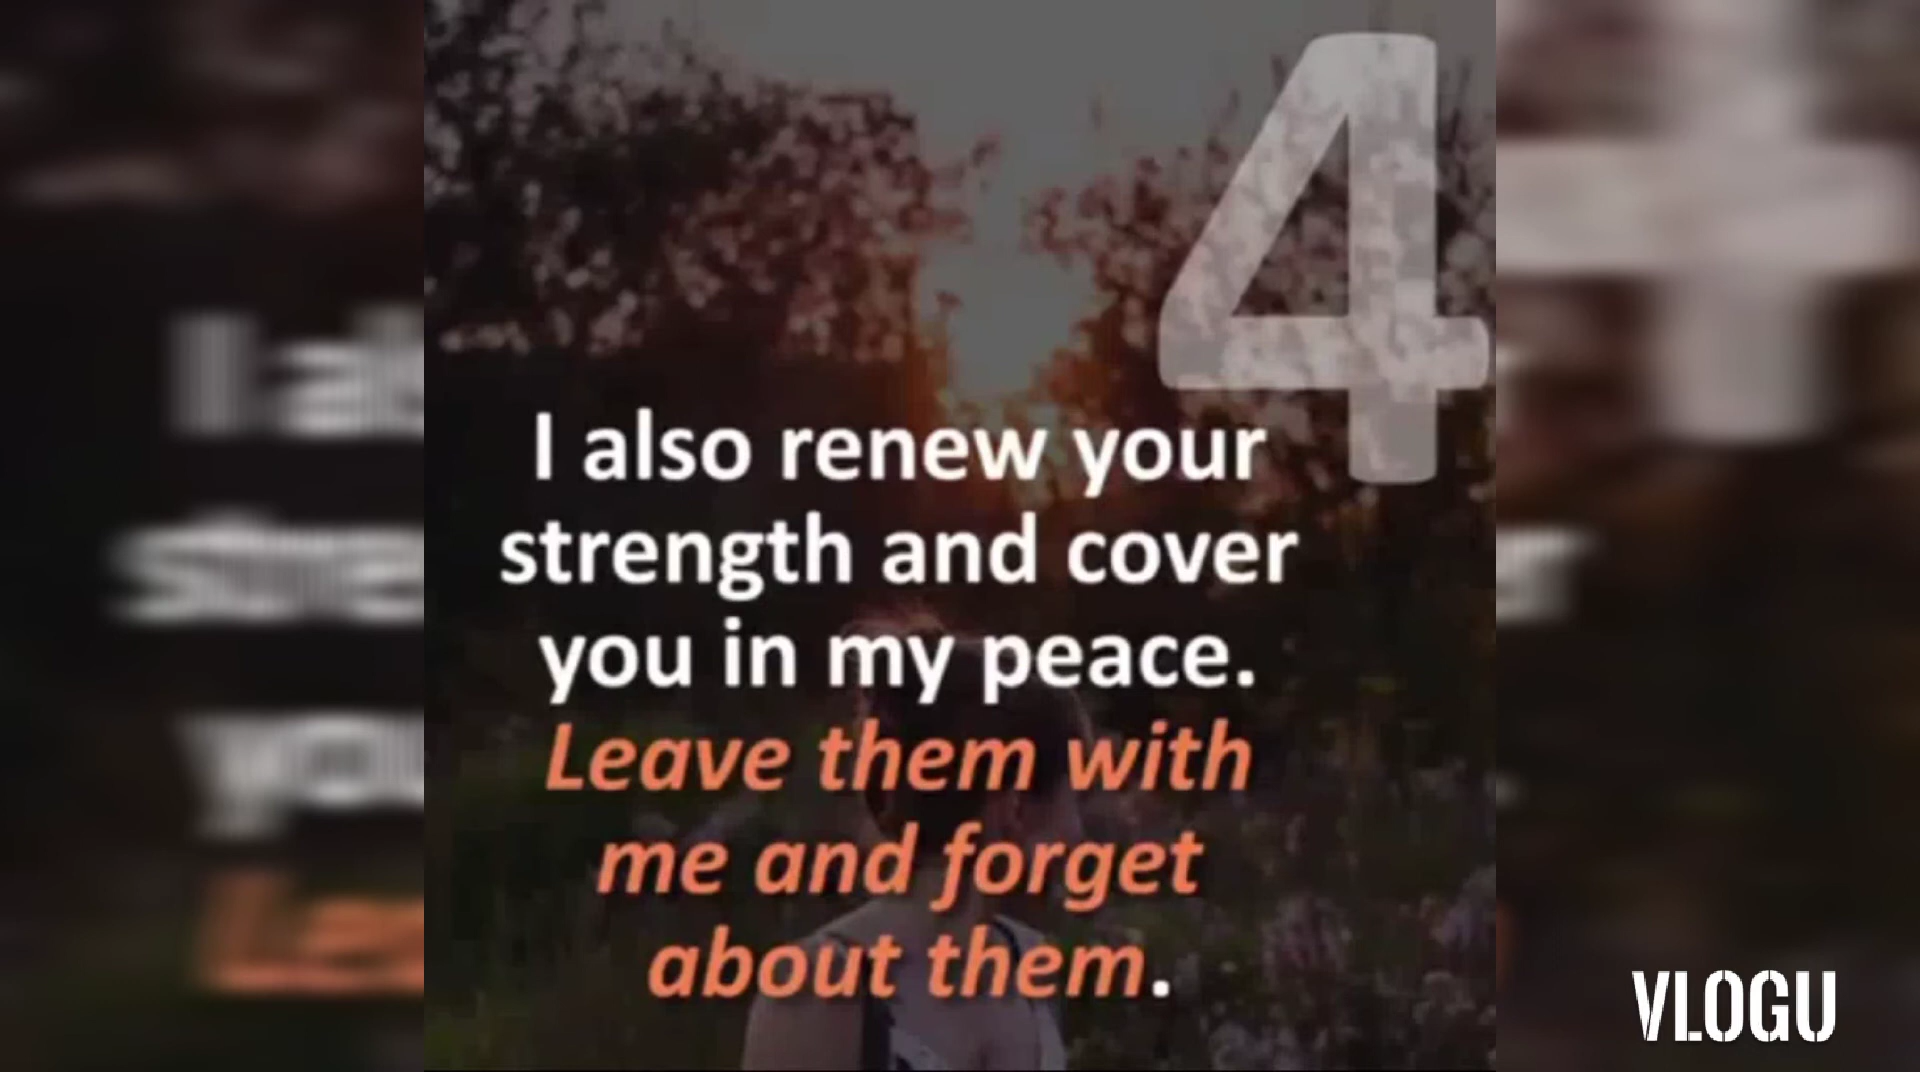 4
I also renew your
strength and cover
you in my peace.
Leave them with
me and forget
about them.
VLOGU